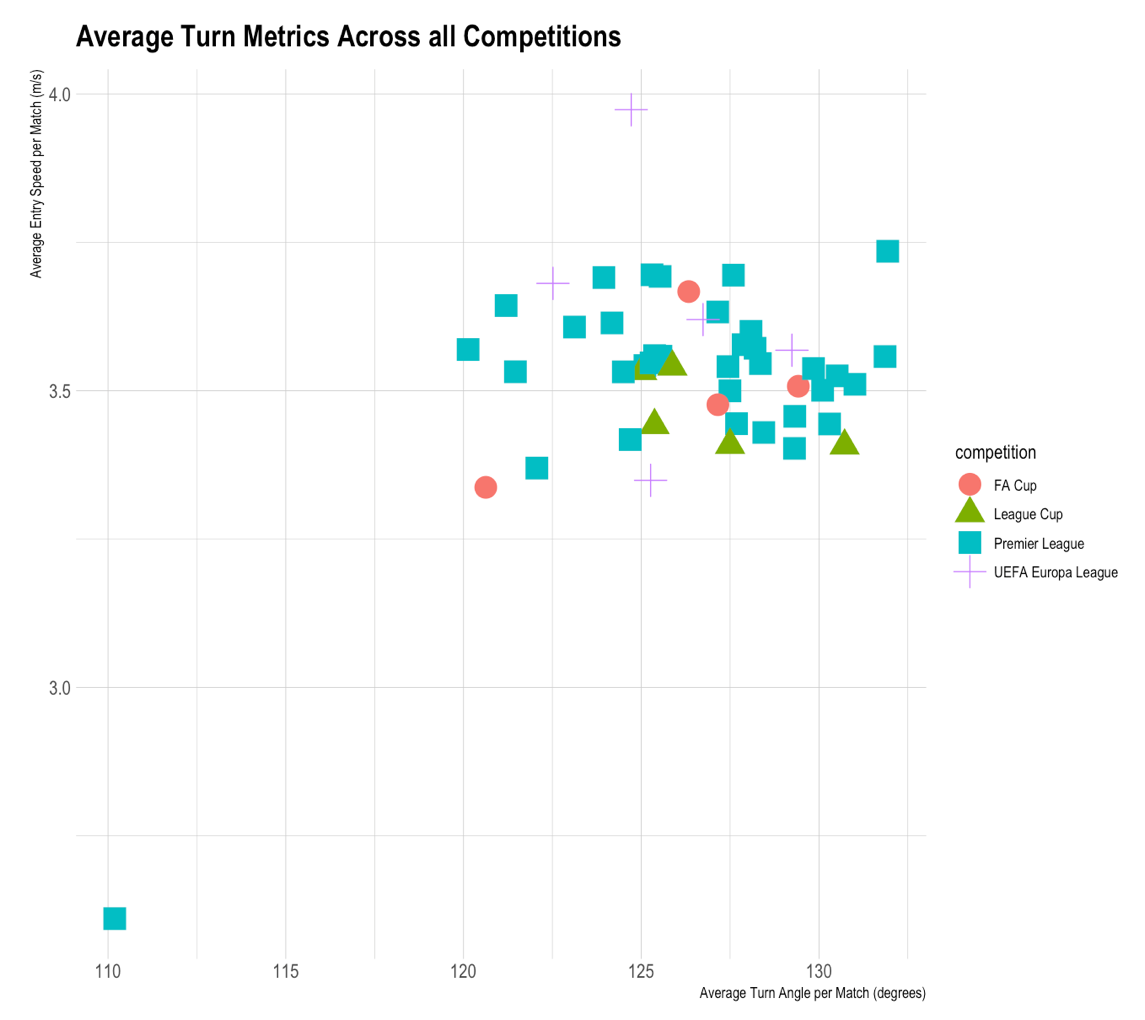 Average Turn Metrics Across all Competitions
Average Entry Speed per Match (m/s)
4.0
3.5
3.0
110
115
120
125
130
Average Turn Angle per Match (degrees)
competition
FA Cup
League Cup
Premier League
UEFA Europa League